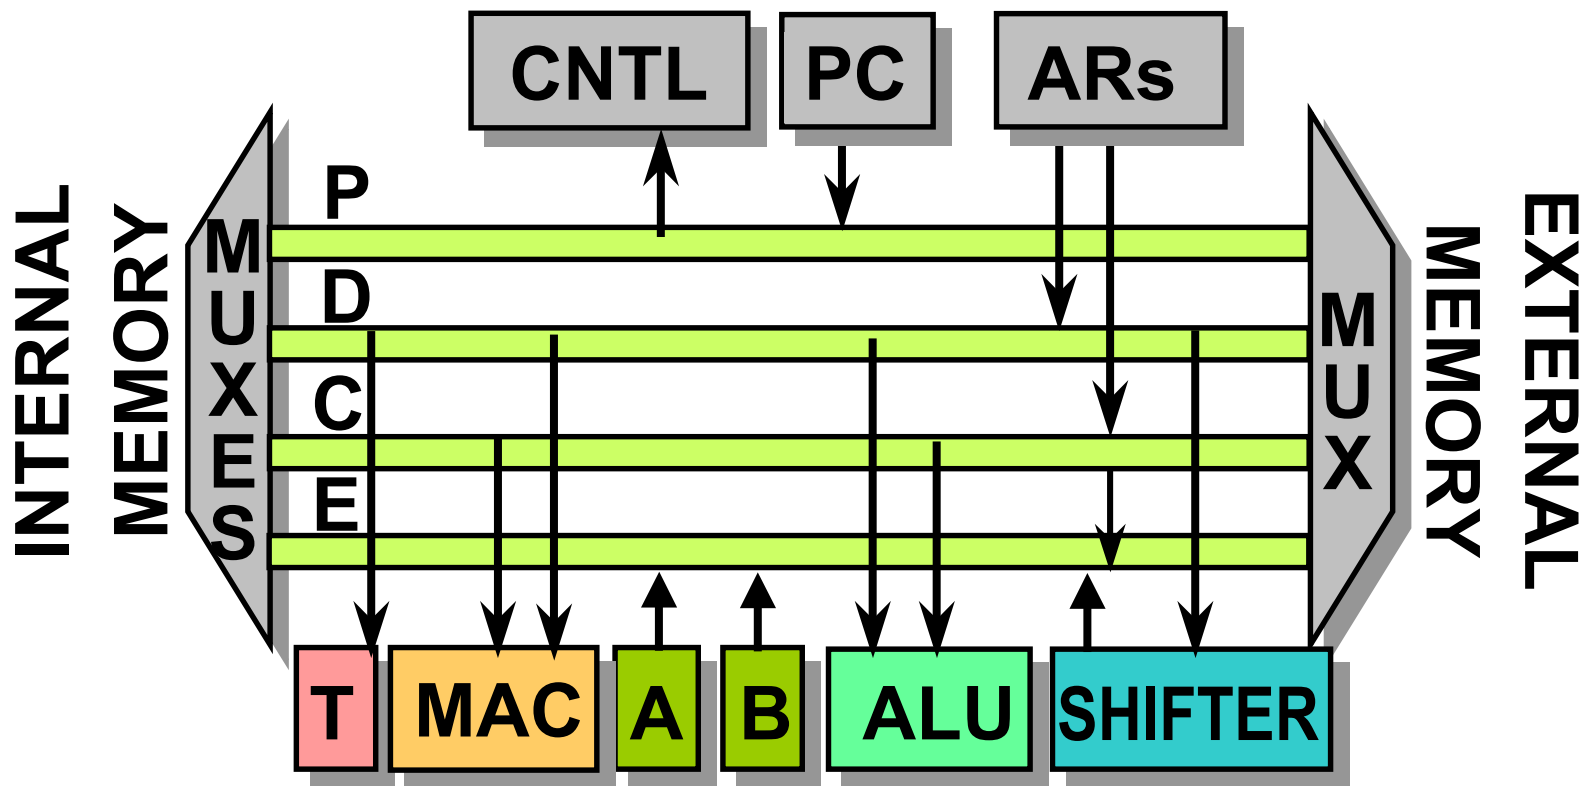 CNTL
PC
ARs
INTERNAL
MEMORY
MUXES
P
D
C
E
MUX
MEMORY
EXTERNAL
T
MAC
A
B
ALU
SHIFTER